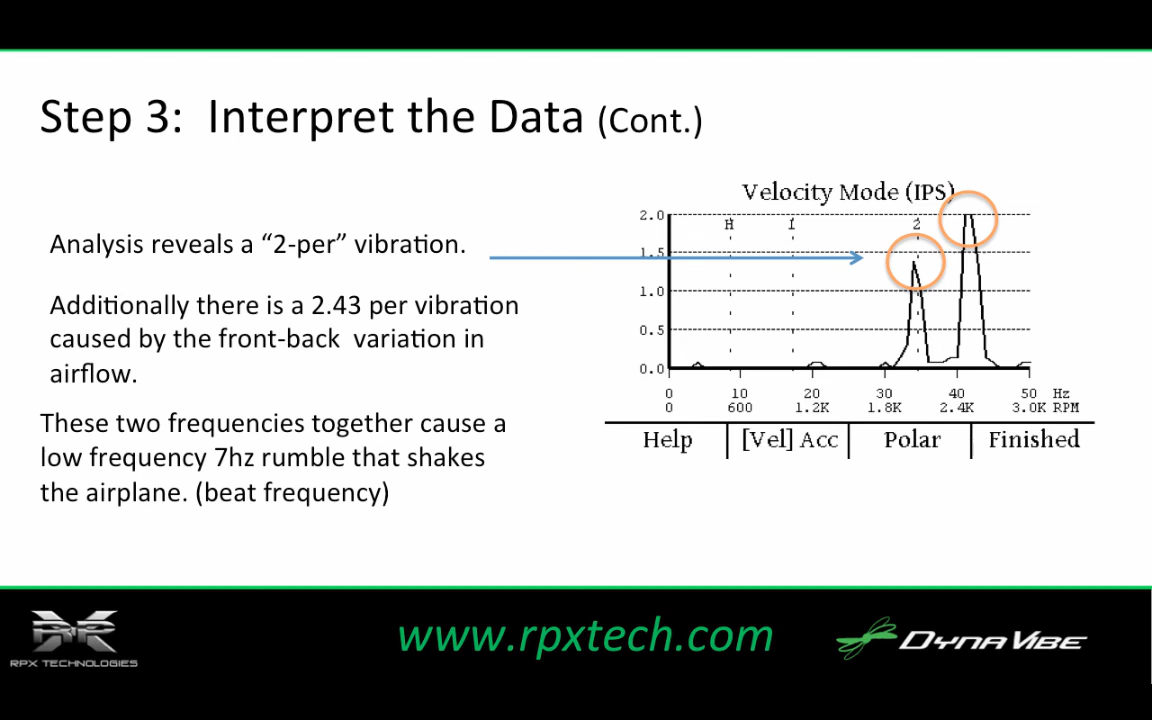 Step 3:  Interpret the Data (Cont.)
Analysis reveals a “2-per” vibration.
Additionally there is a 2.43 per vibration
caused by the front-back  variation in
airflow.
These two frequencies together cause a
low frequency 7hz rumble that shakes
the airplane. (beat frequency)
Velocity Mode (IPS)
2.0
H 1 2
1.5
1.0
0.5
0.0
0 10 20 30 40 50 Hz
0 600 1.2K 1.8K 2.4K 3.0K RPM
Help [Vel] Acc Polar Finished
RPX TECHNOLOGIES
www.rpxtech.com
DYNAVIBE